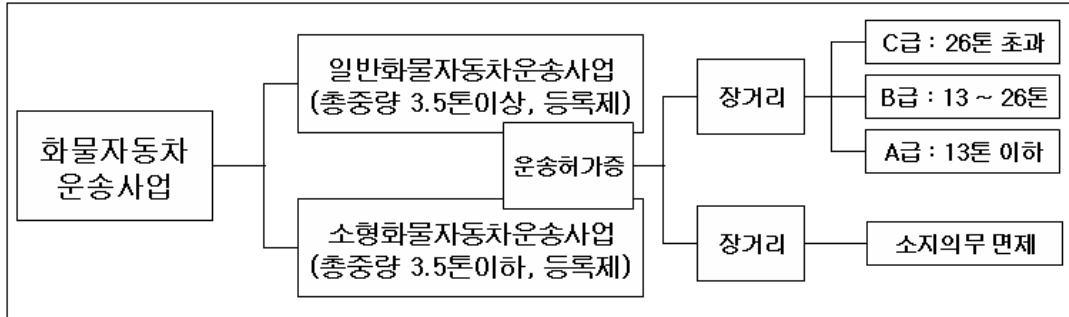 화물자동차
운송사업
일반화물자동차운송사업
(총중량 3.5톤이상, 등록제)
소형화물자동차운송사업
(총중량 3.5톤이하, 등록제)
운송허가증
장거리
C급 : 26톤 초과
B급 : 13 ~ 26톤
A급 : 13톤 이하
장거리
소지의무 면제